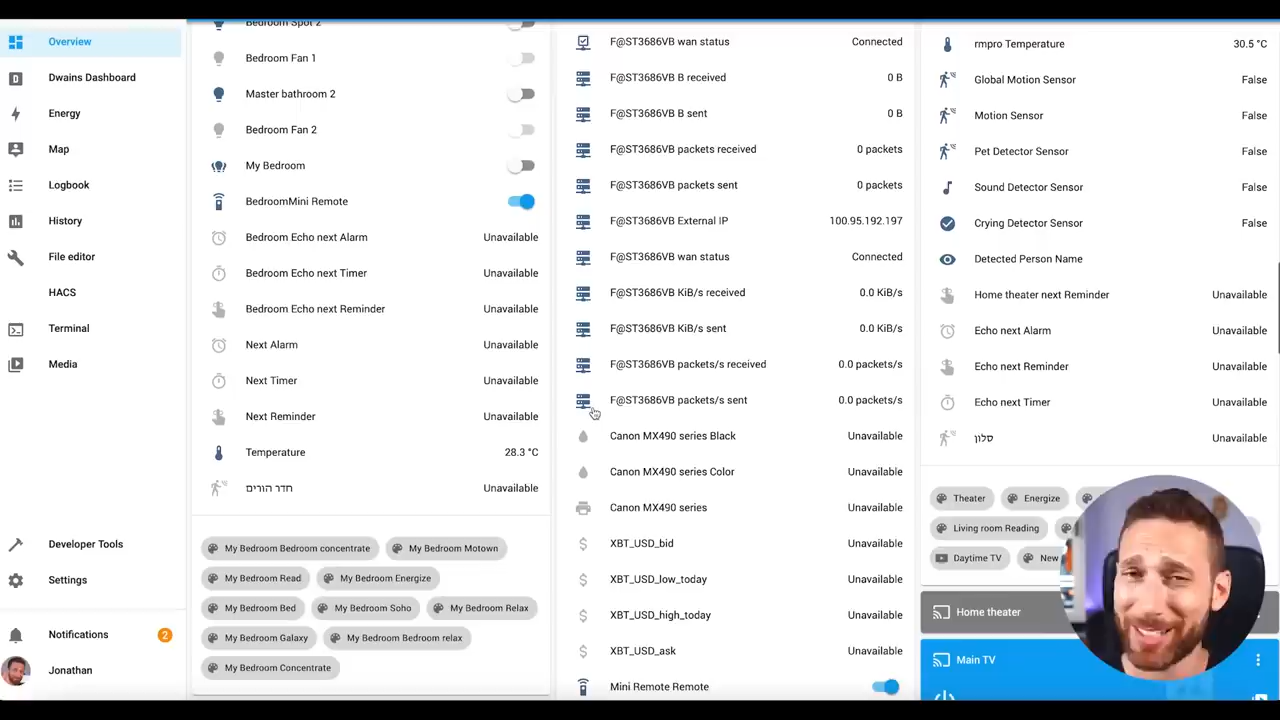 Overview
Dwains Dashboard
Energy
Map
Logbook
History
File editor
HACS
Terminal
Media
Developer Tools
Settings
Notifications 2
Jonathan
Bedroom Spot 2
Bedroom Fan 1
Master bathroom 2
Bedroom Fan 2
My Bedroom
BedroomMini Remote
Bedroom Echo next Alarm Unavailable
Bedroom Echo next Timer Unavailable
Bedroom Echo next Reminder Unavailable
Next Alarm Unavailable
Next Timer Unavailable
Next Reminder Unavailable
Temperature 28.3 °C
חדר הורים Unavailable
My Bedroom Bedroom concentrate My Bedroom Motown
My Bedroom Read My Bedroom Energize
My Bedroom Bed My Bedroom Soho My Bedroom Relax
My Bedroom Galaxy My Bedroom Bedroom relax
My Bedroom Concentrate
F@ST3686VB wan status Connected
F@ST3686VB B received 0 B
F@ST3686VB B sent 0 B
F@ST3686VB packets received 0 packets
F@ST3686VB packets sent 0 packets
F@ST3686VB External IP 100.95.192.197
F@ST3686VB wan status Connected
F@ST3686VB KiB/s received 0.0 KiB/s
F@ST3686VB KiB/s sent 0.0 KiB/s
F@ST3686VB packets/s received 0.0 packets/s
F@ST3686VB packets/s sent 0.0 packets/s
Canon MX490 series Black Unavailable
Canon MX490 series Color Unavailable
Canon MX490 series Unavailable
XBT_USD_bid Unavailable
XBT_USD_low_today Unavailable
XBT_USD_high_today Unavailable
XBT_USD_ask Unavailable
Mini Remote Remote
rmpro Temperature 30.5 °C
Global Motion Sensor False
Motion Sensor False
Pet Detector Sensor False
Sound Detector Sensor False
Crying Detector Sensor False
Detected Person Name
Home theater next Reminder Unavailable
Echo next Alarm Unavailable
Echo next Reminder Unavailable
Echo next Timer Unavailable
סלון Unavailable
Theater Energize
Living room Reading
Daytime TV New
Home theater
Main TV